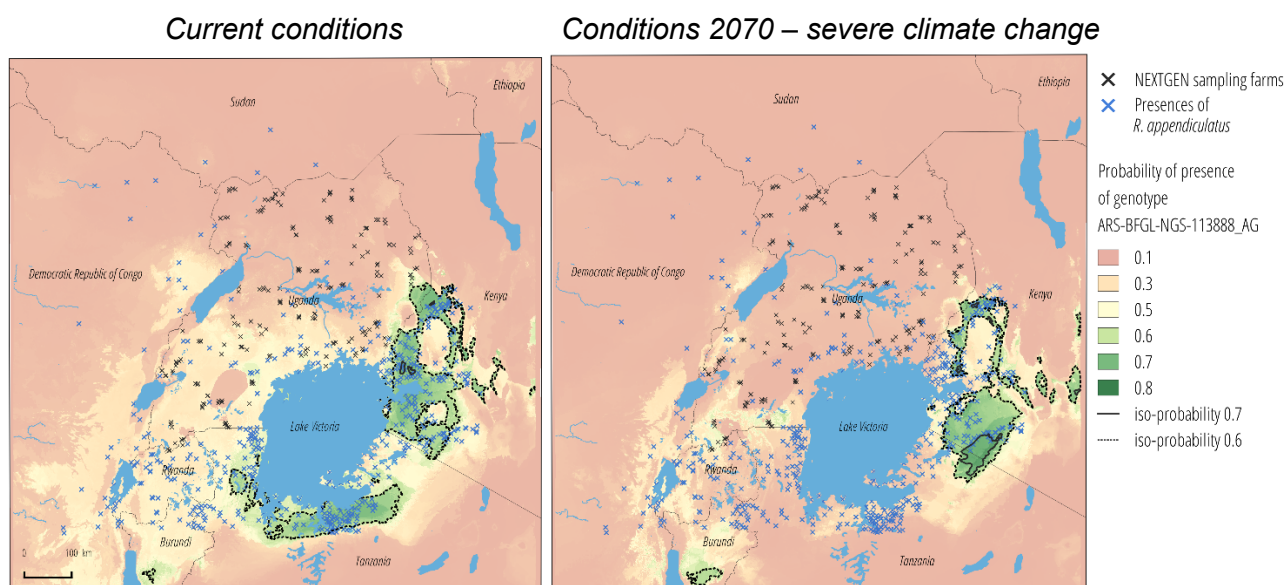 Current conditions
Conditions 2070 – severe climate change
Ethiopia
Sudan
Democratic Republic of Congo
Uganda
Kenya
Lake Victoria
Rwanda
Burundi
Tanzania
0 100 km
Ethiopia
Sudan
Democratic Republic of Congo
Uganda
Kenya
Lake Victoria
Rwanda
Burundi
Tanzania
NEXTGEN sampling farms
Presences of
R. appendiculatus
Probability of presence
of genotype
ARS-BFGL-NGS-113888_AG
0.1
0.3
0.5
0.6
0.7
0.8
iso-probability 0.7
iso-probability 0.6